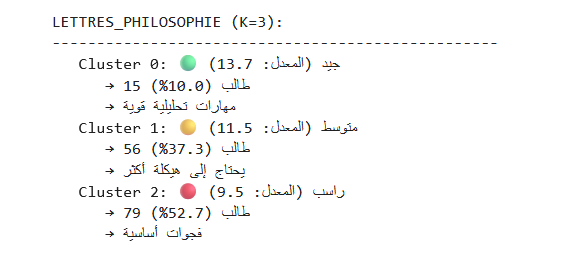 LETTRES_PHILOSOPHIE (K=3):
--------------------------------------------------
Cluster 0: 🟢 جيد (المعدل: 13.7)
→ 15 طالب (10.0%)
→ مهارات تحليلية قوية
Cluster 1: 🟡 متوسط (المعدل: 11.5)
→ 56 طالب (37.3%)
→ يحتاج إلى هيكلة أكثر
Cluster 2: 🔴 راسب (المعدل: 9.5)
→ 79 طالب (52.7%)
→ فجوات أساسية